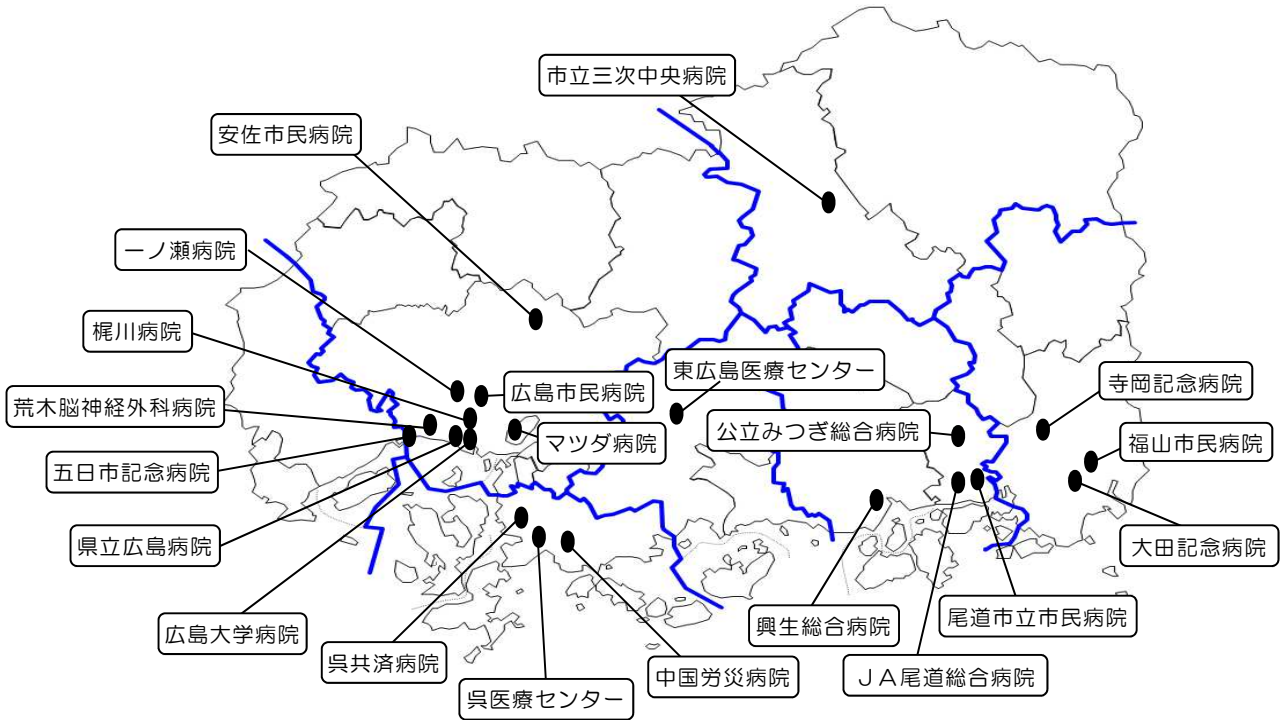 市立三次中央病院
安佐市民病院
一ノ瀬病院
梶川病院
荒木脳神経外科病院
五日市記念病院
県立広島病院
広島大学病院
呉共済病院
呉医療センター
中国労災病院
広島市民病院
マツダ病院
東広島医療センター
公立みつぎ総合病院
興生総合病院
JA尾道総合病院
尾道市立市民病院
寺岡記念病院
福山市民病院
大田記念病院